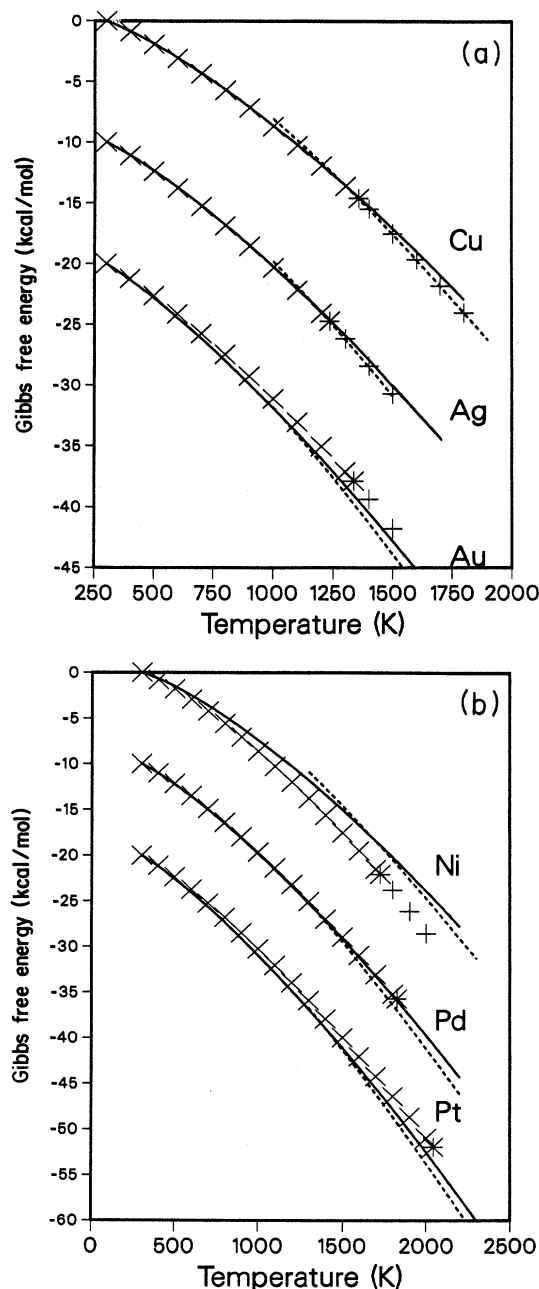 (a)
0
-5
-10
-15
-20
-25
-30
-35
-40
-45
Gibbs free energy (kcal/mol)
Cu
Ag
Au
250 500 750 1000 1250 1500 1750 2000
Temperature (K)
(b)
0
-5
-10
-15
-20
-25
-30
-35
-40
-45
-50
-55
-60
Gibbs free energy (kcal/mol)
Ni
Pd
Pt
0 500 1000 1500 2000 2500
Temperature (K)